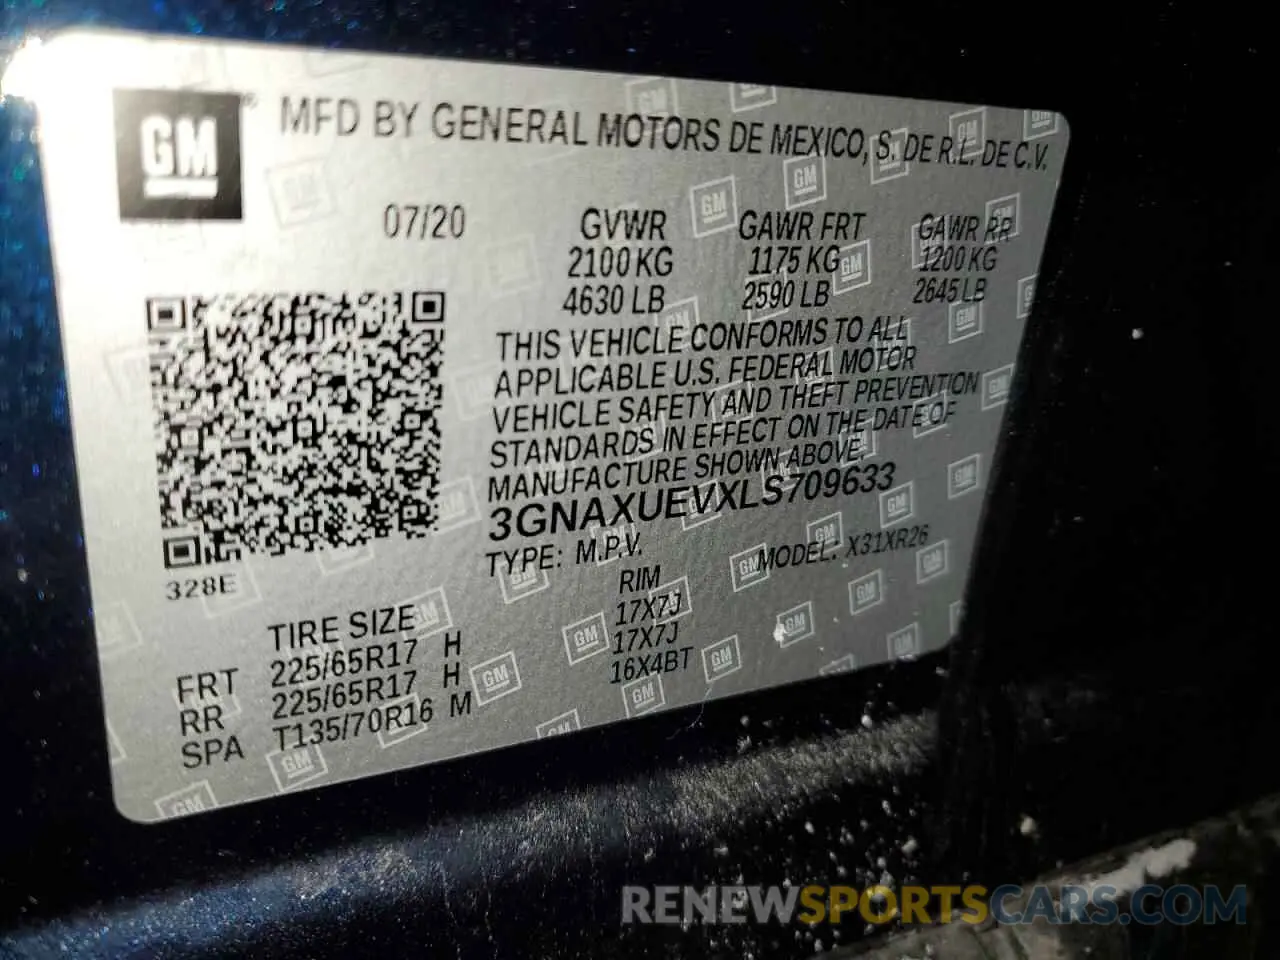 GM
MFD BY GENERAL MOTORS DE MEXICO, S. DE R.L. DE C.V.
07/20
GVWR GAWR FRT GAWR RR
2100 KG 1175 KG 1200 KG
4630 LB 2590 LB 2645 LB
THIS VEHICLE CONFORMS TO ALL
APPLICABLE U.S. FEDERAL MOTOR
VEHICLE SAFETY AND THEFT PREVENTION
STANDARDS IN EFFECT ON THE DATE OF
MANUFACTURE SHOWN ABOVE.
3GNAXUEVXLS709633
TYPE: M.P.V. MODEL: X31XR26
328E
TIRE SIZE RIM
FRT 225/65R17 H 17X7J
RR 225/65R17 H 17X7J
SPA T135/70R16 M 16X4BT
RENEWSPORTSCARS.COM